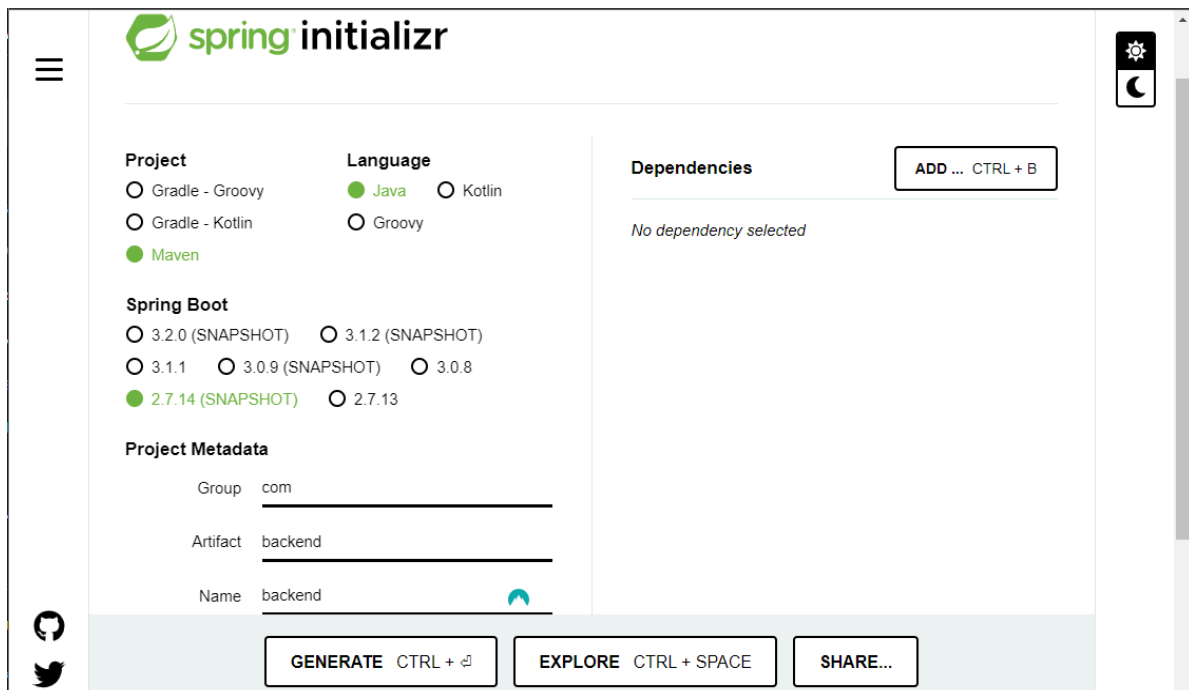 spring initializr
Project
Gradle - Groovy
Gradle - Kotlin
Maven
Language
Java Kotlin
Groovy
Spring Boot
3.2.0 (SNAPSHOT) 3.1.2 (SNAPSHOT)
3.1.1 3.0.9 (SNAPSHOT) 3.0.8
2.7.14 (SNAPSHOT) 2.7.13
Project Metadata
Group com
Artifact backend
Name backend
Dependencies ADD ... CTRL + B
No dependency selected
GENERATE CTRL + ⏎ EXPLORE CTRL + SPACE SHARE...